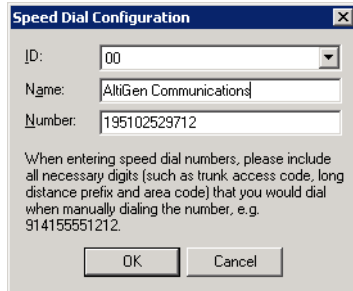 Speed Dial Configuration
ID: 00
Name: AltiGen Communications
Number: 195102529712
When entering speed dial numbers, please include
all necessary digits (such as trunk access code, long
distance prefix and area code) that you would dial
when manually dialing the number, e.g.
914155551212.
OK Cancel